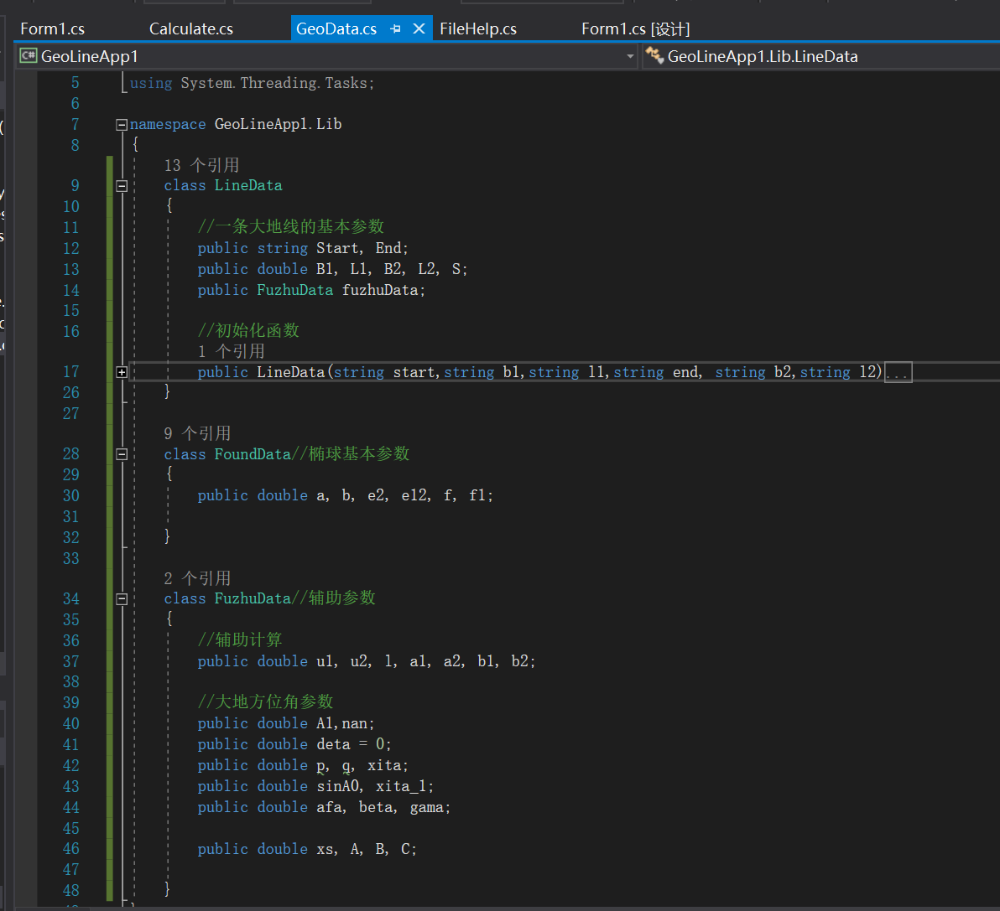 Form1.cs Calculate.cs GeoData.cs FileHelp.cs Form1.cs [设计]
C# GeoLineApp1 GeoLineApp1.Lib.LineData
5 using System.Threading.Tasks;
6
7 namespace GeoLineApp1.Lib
8 {
13 个引用
9 class LineData
10 {
11 //一条大地线的基本参数
12 public string Start, End;
13 public double B1, L1, B2, L2, S;
14 public FuzhuData fuzhuData;
15
16 //初始化函数
1 个引用
17 public LineData(string start,string b1,string l1,string end, string b2,string l2)...
26 }
27
9 个引用
28 class FoundData//椭球基本参数
29 {
30 public double a, b, e2, e12, f, f1;
31
32 }
33
2 个引用
34 class FuzhuData//辅助参数
35 {
36 //辅助计算
37 public double u1, u2, l, a1, a2, b1, b2;
38
39 //大地方位角参数
40 public double A1,nan;
41 public double deta = 0;
42 public double p, q, xita;
43 public double sinA0, xita_1;
44 public double afa, beta, gama;
45
46 public double xs, A, B, C;
47
48 }